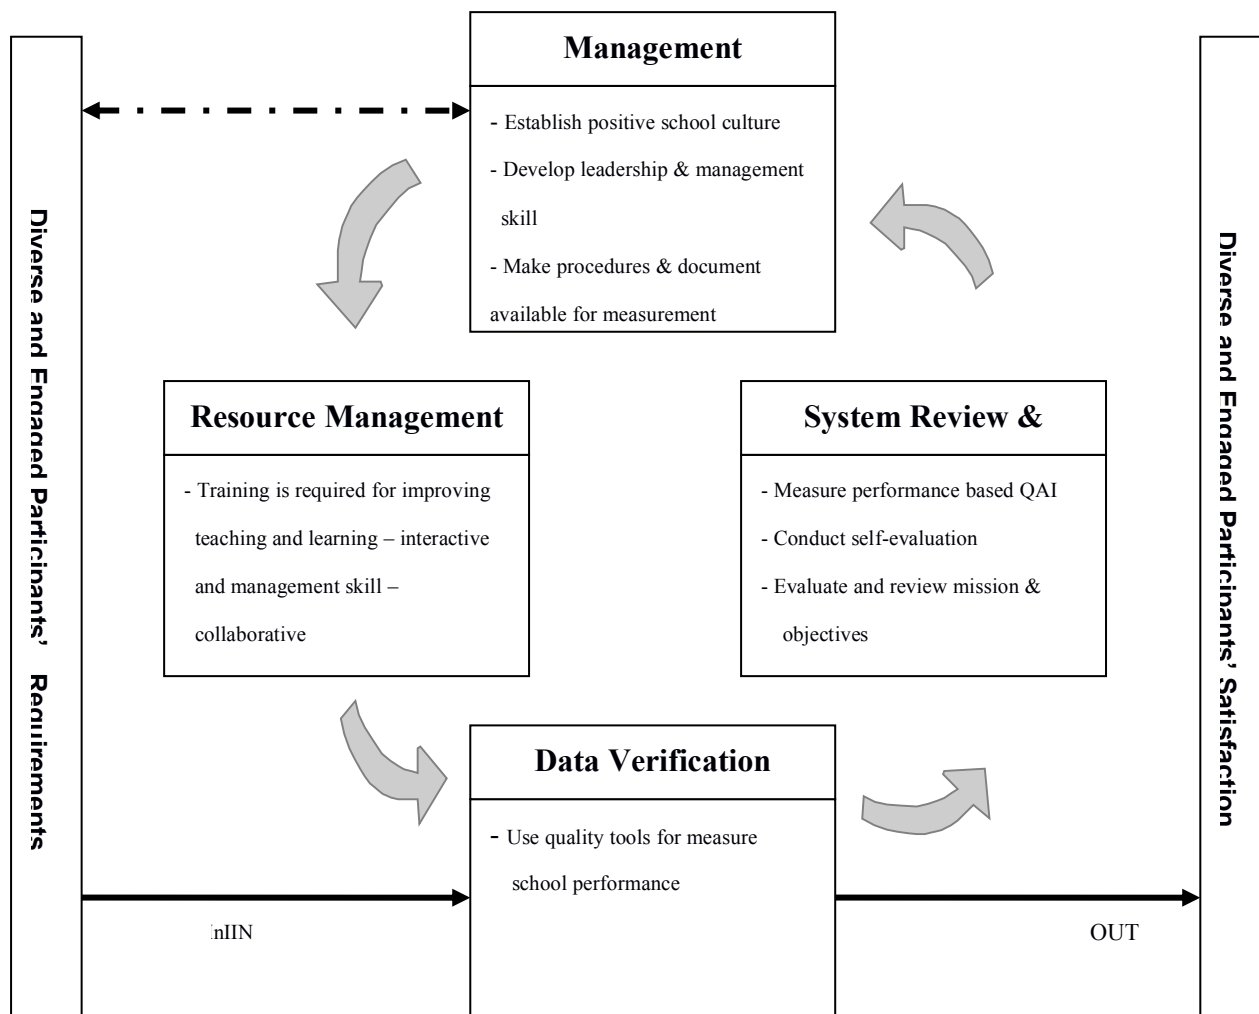 Management
- Establish positive school culture
- Develop leadership & management
skill
- Make procedures & document
available for measurement
Diverse and Engaged Participants’ Requirements
Resource Management
- Training is required for improving
teaching and learning – interactive
and management skill –
collaborative
System Review &
- Measure performance based QAI
- Conduct self-evaluation
- Evaluate and review mission &
objectives
Diverse and Engaged Participants’ Satisfaction
Data Verification
- Use quality tools for measure
school performance
InIIN
OUT